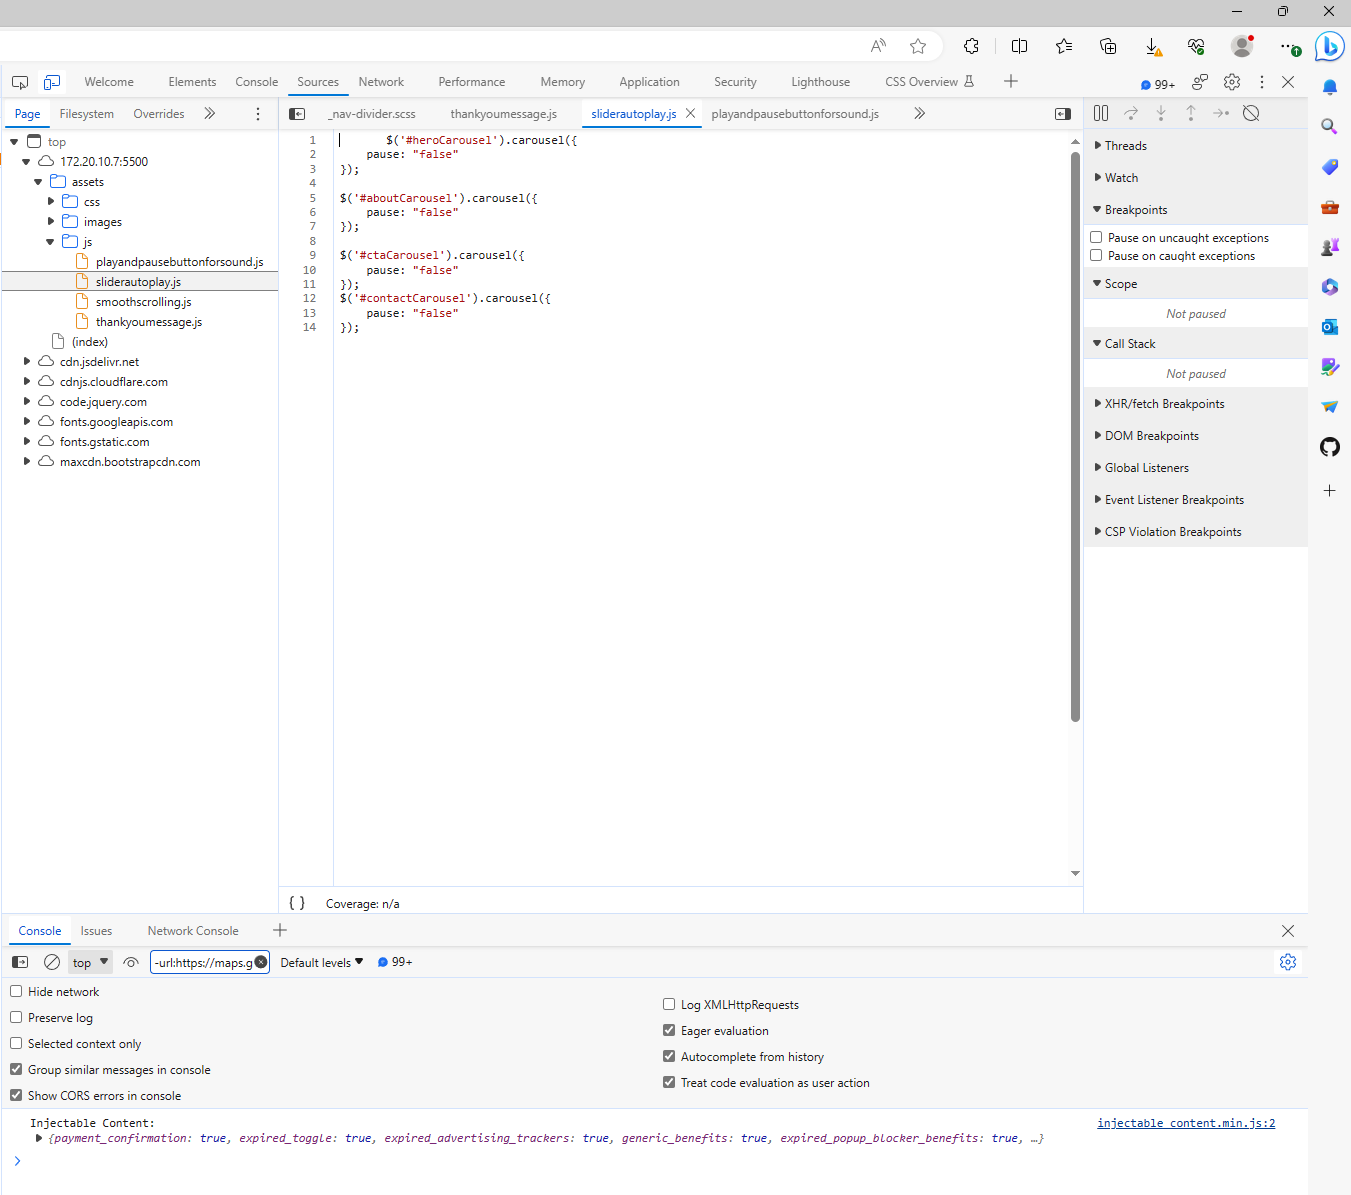 Welcome Elements Console Sources Network Performance Memory Application Security Lighthouse CSS Overview 99+
Page Filesystem Overrides
_nav-divider.scss thankyoumessage.js sliderautoplay.js playandpausebuttonforsound.js
top
172.20.10.7:5500
assets
css
images
js
playandpausebuttonforsound.js
sliderautoplay.js
smoothscrolling.js
thankyoumessage.js
(index)
cdn.jsdelivr.net
cdnjs.cloudflare.com
code.jquery.com
fonts.googleapis.com
fonts.gstatic.com
maxcdn.bootstrapcdn.com
1 $('#heroCarousel').carousel({
2 pause: "false"
3 });
4
5 $('#aboutCarousel').carousel({
6 pause: "false"
7 });
8
9 $('#ctaCarousel').carousel({
10 pause: "false"
11 });
12 $('#contactCarousel').carousel({
13 pause: "false"
14 });
{ } Coverage: n/a
Threads
Watch
Breakpoints
Pause on uncaught exceptions
Pause on caught exceptions
Scope
Not paused
Call Stack
Not paused
XHR/fetch Breakpoints
DOM Breakpoints
Global Listeners
Event Listener Breakpoints
CSP Violation Breakpoints
Console Issues Network Console
top -url:https://maps.g Default levels 99+
Hide network
Preserve log
Selected context only
Group similar messages in console
Show CORS errors in console
Log XMLHttpRequests
Eager evaluation
Autocomplete from history
Treat code evaluation as user action
Injectable Content: injectable content.min.js:2
{payment_confirmation: true, expired_toggle: true, expired_advertising_trackers: true, generic_benefits: true, expired_popup_blocker_benefits: true, …}